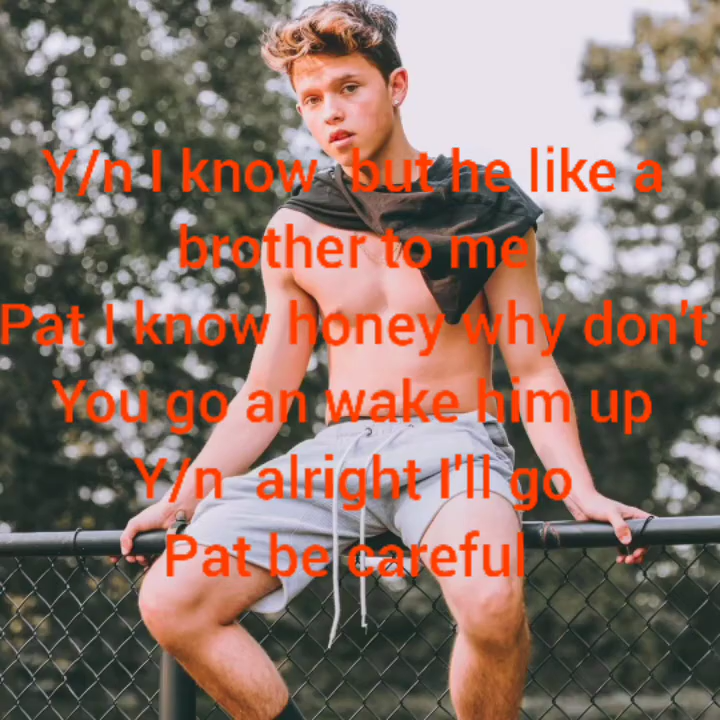 Y/n I know but he like a
brother to me
Pat I know honey why don't
You go an wake him up
Y/n alright I'll go
Pat be careful